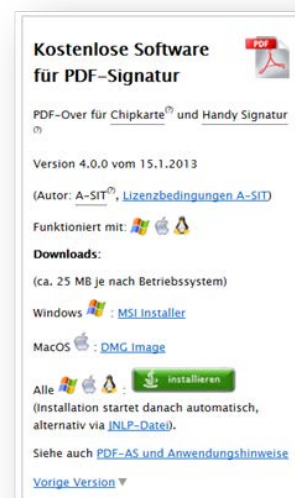 Kostenlose Software
für PDF-Signatur
PDF
PDF-Over für Chipkarte(?) und Handy Signatur
(?)
Version 4.0.0 vom 15.1.2013
(Autor: A-SIT(?), Lizenzbedingungen A-SIT)
Funktioniert mit:
Downloads:
(ca. 25 MB je nach Betriebssystem)
Windows : MSI Installer
MacOS : DMG Image
Alle : installieren
(Installation startet danach automatisch,
alternativ via JNLP-Datei).
Siehe auch PDF-AS und Anwendungshinweise
Vorige Version ▼